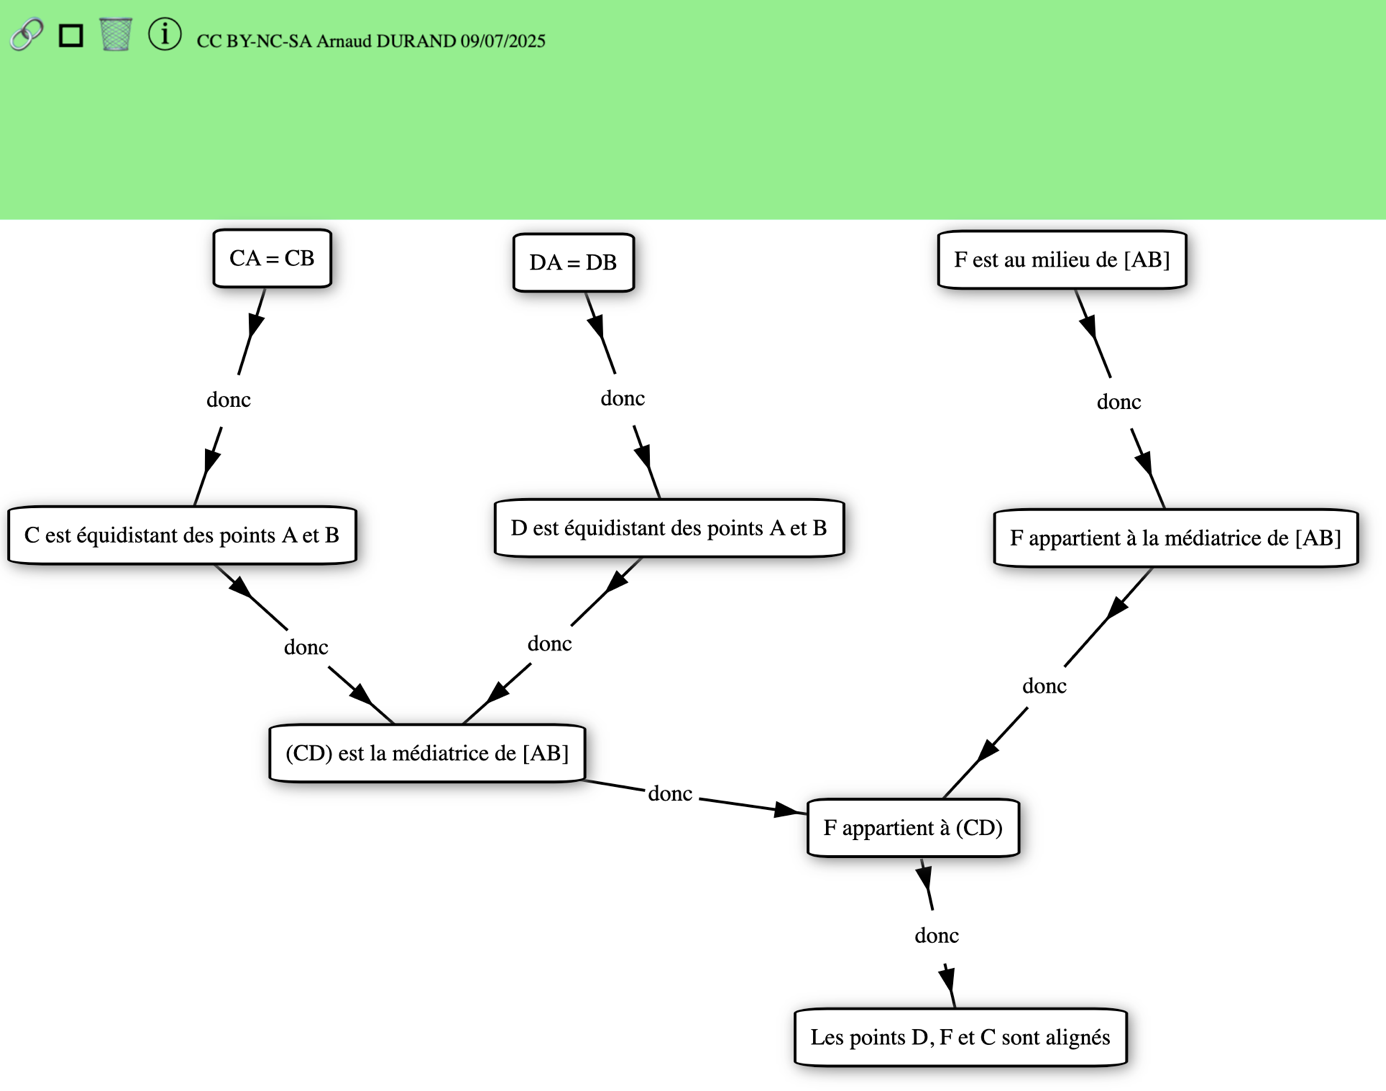 CC BY-NC-SA Arnaud DURAND 09/07/2025
CA = CB
DA = DB
F est au milieu de [AB]
donc
donc
donc
C est équidistant des points A et B
D est équidistant des points A et B
F appartient à la médiatrice de [AB]
donc
donc
donc
(CD) est la médiatrice de [AB]
donc
F appartient à (CD)
donc
Les points D, F et C sont alignés